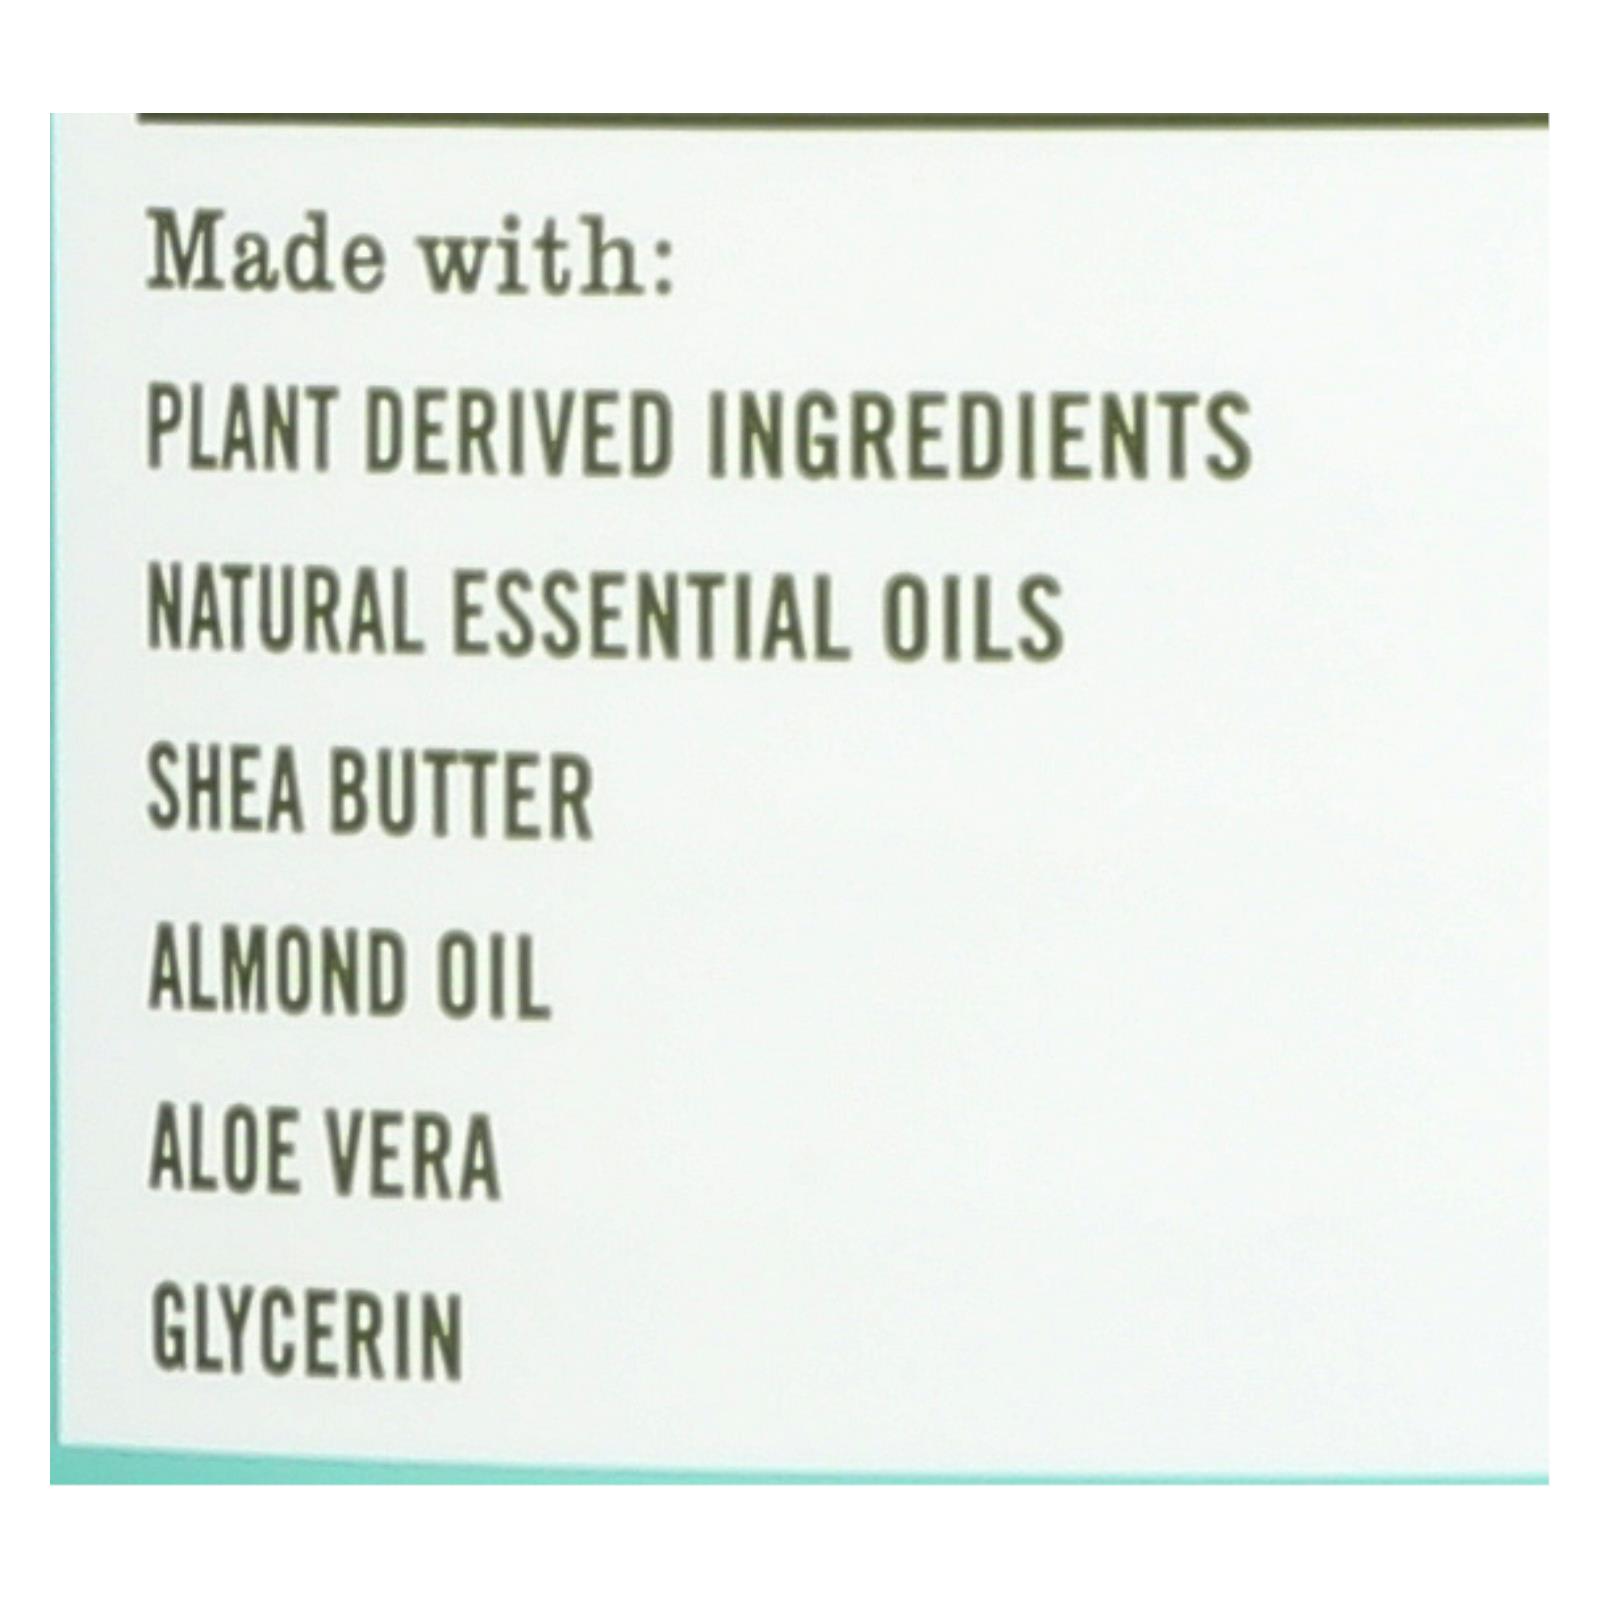 Made with:
PLANT DERIVED INGREDIENTS
NATURAL ESSENTIAL OILS
SHEA BUTTER
ALMOND OIL
ALOE VERA
GLYCERIN